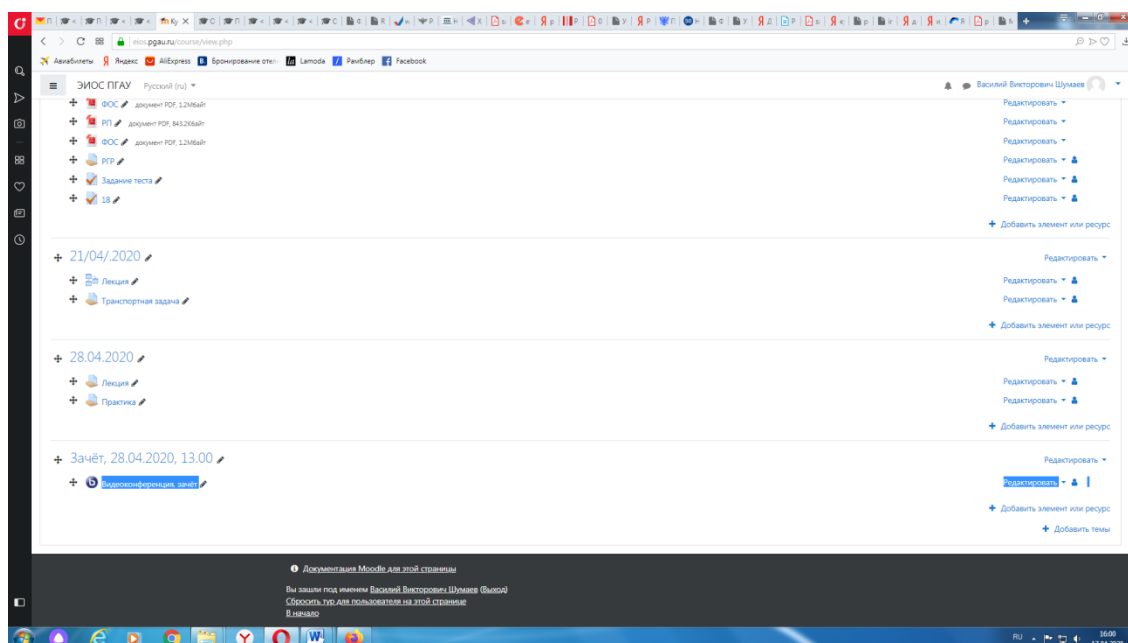 eios.pgau.ru/course/view.php
Авиабилеты Яндекс AliExpress Бронирование отел Lamoda Рамблер Facebook
ЭИОС ПГАУ Русский (ru) Василий Викторович Шумаев
ФОС документ PDF, 1.2Мбайт Редактировать
РП документ PDF, 843.2Кбайт Редактировать
ФОС документ PDF, 1.2Мбайт Редактировать
РГР Редактировать
Задание теста Редактировать
18 Редактировать
Добавить элемент или ресурс
21/04/.2020 Редактировать
Лекция Редактировать
Транспортная задача Редактировать
Добавить элемент или ресурс
28.04.2020 Редактировать
Лекция Редактировать
Практика Редактировать
Добавить элемент или ресурс
Зачёт, 28.04.2020, 13.00 Редактировать
Видеоконференция, зачёт Редактировать
Добавить элемент или ресурс
Добавить темы
Документация Moodle для этой страницы
Вы зашли под именем Василий Викторович Шумаев (Выход)
Сбросить тур для пользователя на этой странице
В начало
RU 16:00
17.04.2020